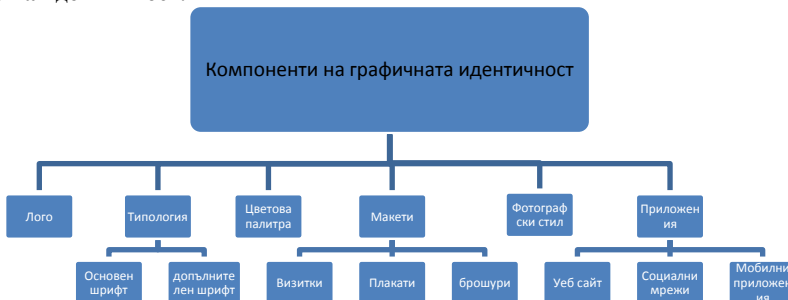 Компоненти на графичната идентичност
Лого
Типология
Цветова
палитра
Макети
Фотограф
ски стил
Приложен
ия
Основен
шрифт
допълните
лен шрифт
Визитки
Плакати
брошури
Уеб сайт
Социални
мрежи
Мобилни
приложен
ия